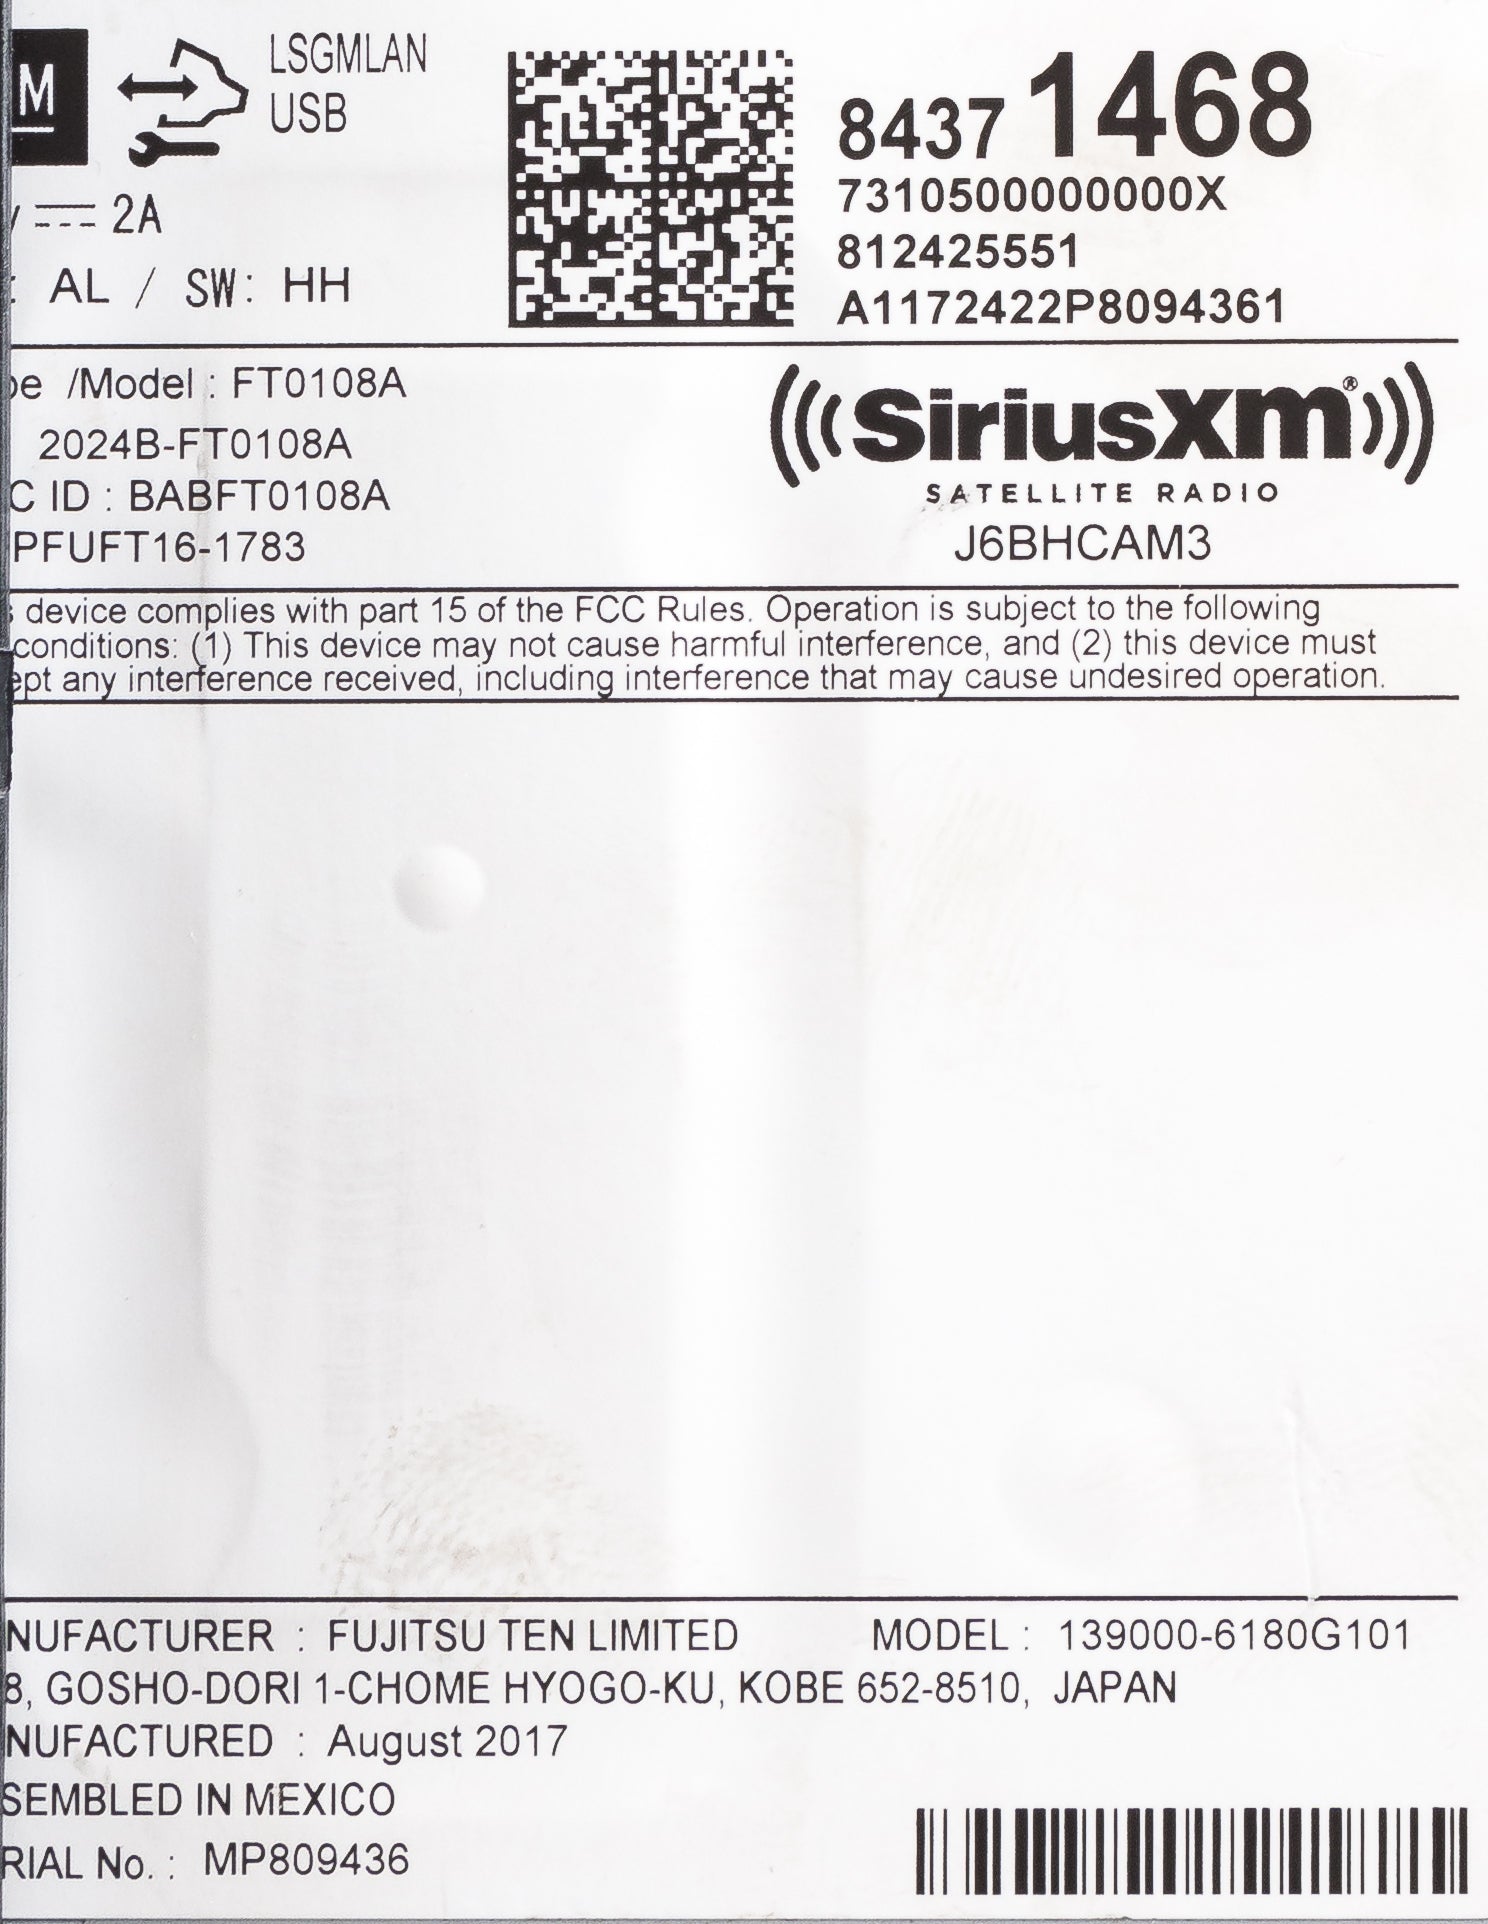 M
LSGMLAN
USB
2A
AL / SW: HH
8437 1468
7310500000000X
812425551
A1172422P8094361
/Model : FT0108A
2024B-FT0108A
C ID : BABFT0108A
PFUFT16-1783
SiriusXM®
SATELLITE RADIO
J6BHCAM3
device complies with part 15 of the FCC Rules. Operation is subject to the following
conditions: (1) This device may not cause harmful interference, and (2) this device must
ept any interference received, including interference that may cause undesired operation.
NUFACTURER : FUJITSU TEN LIMITED MODEL : 139000-6180G101
8, GOSHO-DORI 1-CHOME HYOGO-KU, KOBE 652-8510, JAPAN
NUFACTURED : August 2017
SEMBLED IN MEXICO
RIAL No. : MP809436